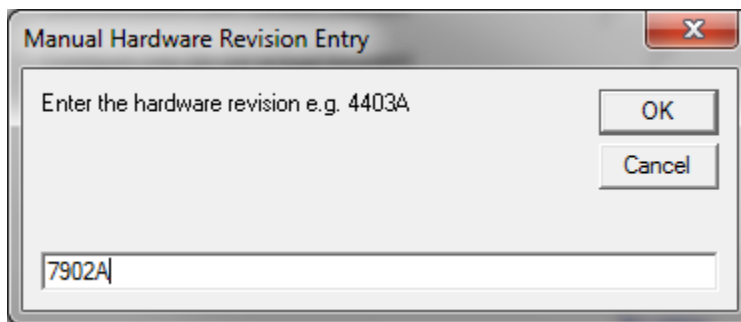 Manual Hardware Revision Entry
Enter the hardware revision e.g. 4403A
OK
Cancel
7902A